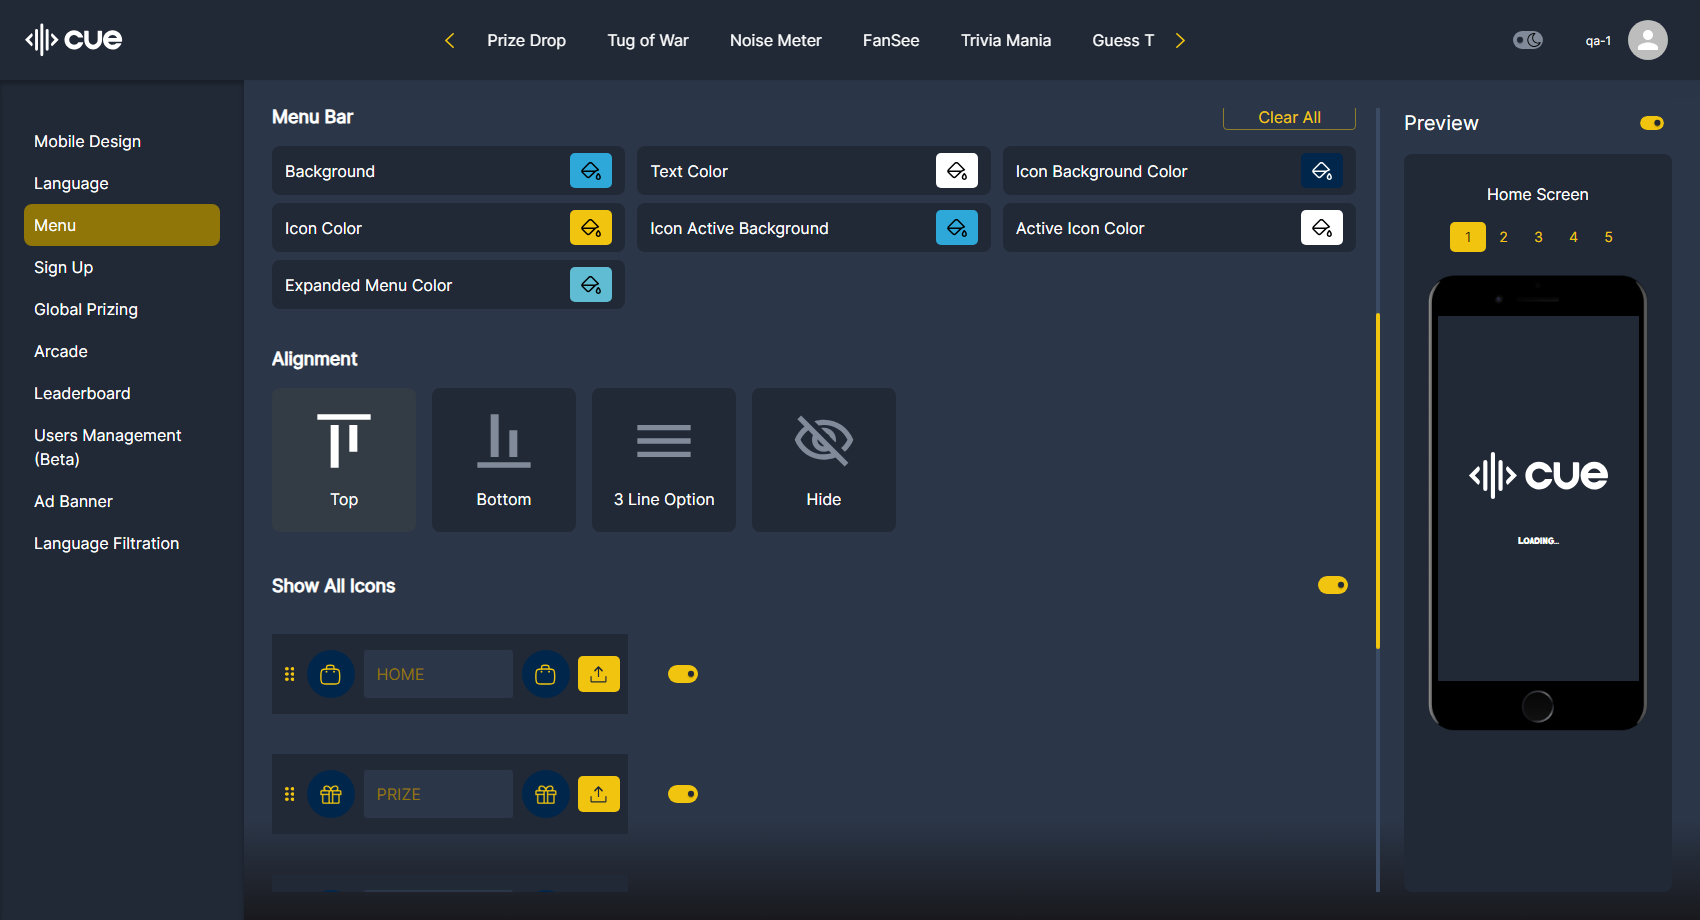 cue
Prize Drop
Tug of War
Noise Meter
FanSee
Trivia Mania
Guess T
qa-1
Mobile Design
Language
Menu
Sign Up
Global Prizing
Arcade
Leaderboard
Users Management
(Beta)
Ad Banner
Language Filtration
Menu Bar
Clear All
Background
Text Color
Icon Background Color
Icon Color
Icon Active Background
Active Icon Color
Expanded Menu Color
Alignment
Top
Bottom
3 Line Option
Hide
Show All Icons
HOME
PRIZE
Preview
Home Screen
1 2 3 4 5
cue
LOADING...